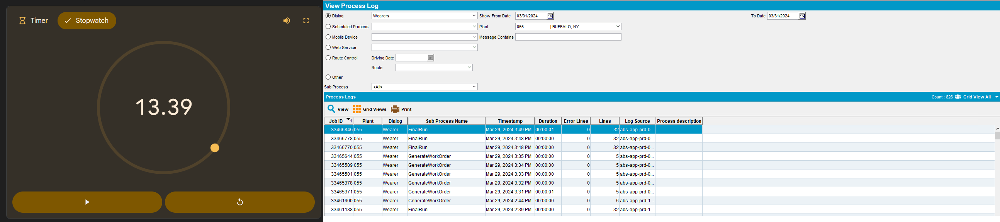 Timer
Stopwatch
13.39
View Process Log
Dialog Wearers Show From Date 03/01/2024 16 To Date 03/31/2024 16
Scheduled Process Plant 055 | BUFFALO, NY
Mobile Device Message Contains
Web Service
Route Control Driving Date 16
Route
Other
Sub Process <All>
Process Logs Count : 826 Grid View All
View Grid Views Print
Job ID 1 Plant Dialog Sub Process Name Timestamp Duration Error Lines Lines Log Source Process description
33466845 055 Wearer FinalRun Mar 29, 2024 3:49 PM 00:00:01 0 32 abs-app-prd-0...
33466778 055 Wearer FinalRun Mar 29, 2024 3:48 PM 00:00:00 0 32 abs-app-prd-0...
33466770 055 Wearer FinalRun Mar 29, 2024 3:48 PM 00:00:00 0 32 abs-app-prd-0...
33465644 055 Wearer GenerateWorkOrder Mar 29, 2024 3:35 PM 00:00:00 0 5 abs-app-prd-0...
33465589 055 Wearer GenerateWorkOrder Mar 29, 2024 3:34 PM 00:00:00 0 5 abs-app-prd-0...
33465501 055 Wearer GenerateWorkOrder Mar 29, 2024 3:33 PM 00:00:00 0 5 abs-app-prd-0...
33465378 055 Wearer GenerateWorkOrder Mar 29, 2024 3:32 PM 00:00:00 0 5 abs-app-prd-0...
33465371 055 Wearer GenerateWorkOrder Mar 29, 2024 3:31 PM 00:00:01 0 5 abs-app-prd-0...
33461600 055 Wearer GenerateWorkOrder Mar 29, 2024 2:44 PM 00:00:00 0 6 abs-app-prd-1...
33461138 055 Wearer FinalRun Mar 29, 2024 2:39 PM 00:00:00 0 32 abs-app-prd-1...